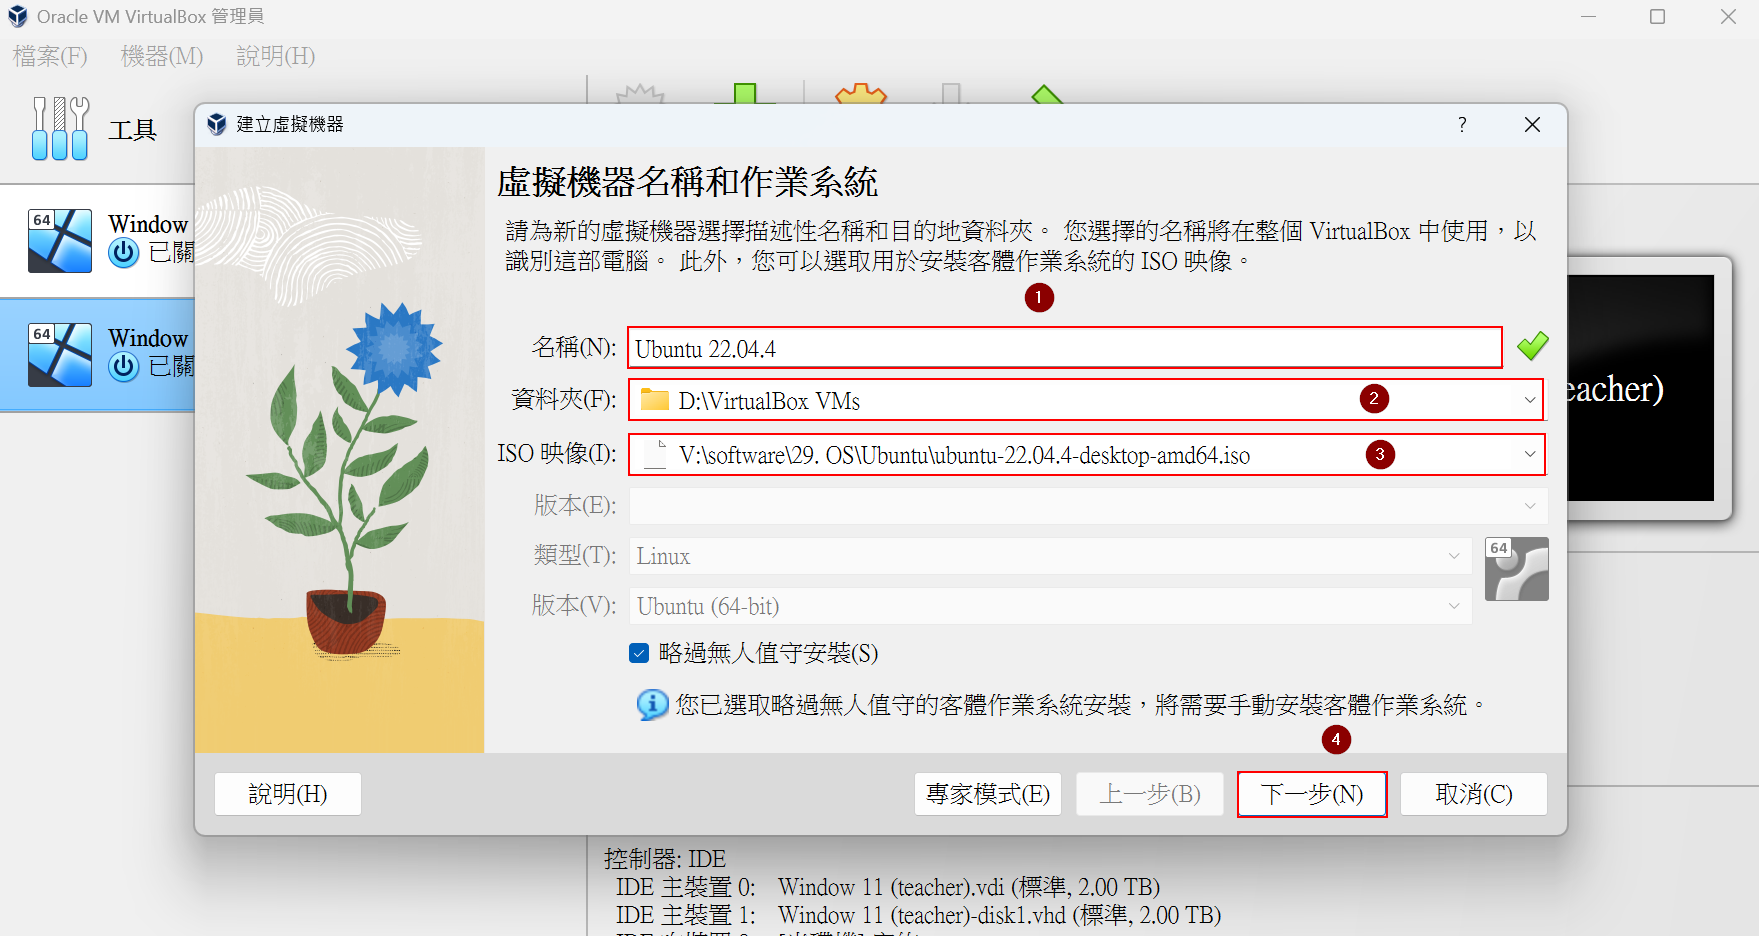 Oracle VM VirtualBox 管理員
檔案(F) 機器(M) 說明(H)
工具
64
Window
已關
64
Window
已關
建立虛擬機器
?
虛擬機器名稱和作業系統
請為新的虛擬機器選擇描述性名稱和目的地資料夾。 您選擇的名稱將在整個 VirtualBox 中使用，以
識別這部電腦。 此外，您可以選取用於安裝客體作業系統的 ISO 映像。
1
名稱(N): Ubuntu 22.04.4
資料夾(F): D:\VirtualBox VMs 2
ISO 映像(I): V:\software\29. OS\Ubuntu\ubuntu-22.04.4-desktop-amd64.iso 3
版本(E):
類型(T): Linux 64
版本(V): Ubuntu (64-bit)
略過無人值守安裝(S)
您已選取略過無人值守的客體作業系統安裝，將需要手動安裝客體作業系統。
4
說明(H) 專家模式(E) 上一步(B) 下一步(N) 取消(C)
eacher)
控制器: IDE
IDE 主裝置 0: Window 11 (teacher).vdi (標準, 2.00 TB)
IDE 主裝置 1: Window 11 (teacher)-disk1.vhd (標準, 2.00 TB)